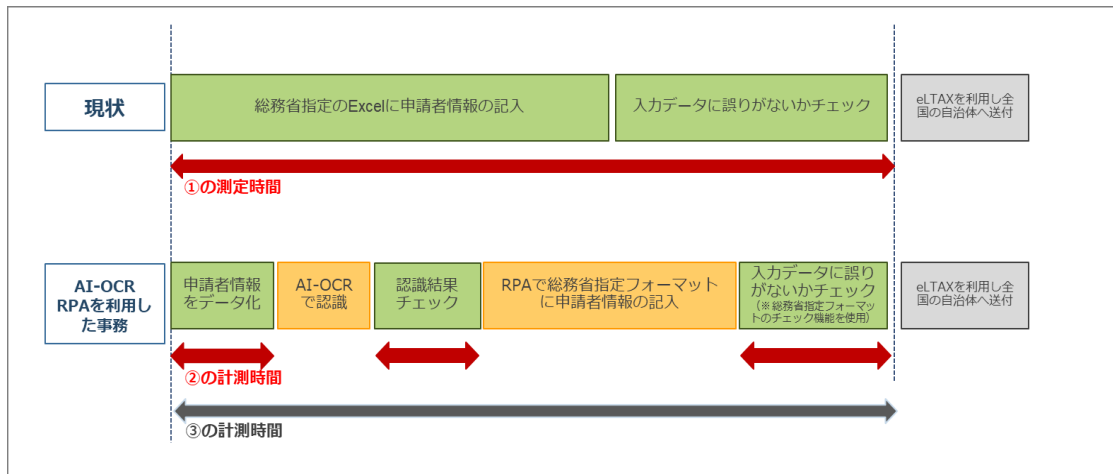 現状
総務省指定のExcelに申請者情報の記入
入力データに誤りがないかチェック
eLTAXを利用し全
国の自治体へ送付
①の測定時間
AI-OCR
RPAを利用し
た事務
申請者情報
をデータ化
AI-OCR
で認識
認識結果
チェック
RPAで総務省指定フォーマット
に申請者情報の記入
入力データに誤り
がないかチェック
(※総務省指定フォーマッ
トのチェック機能を使用)
eLTAXを利用し全
国の自治体へ送付
②の計測時間
③の計測時間